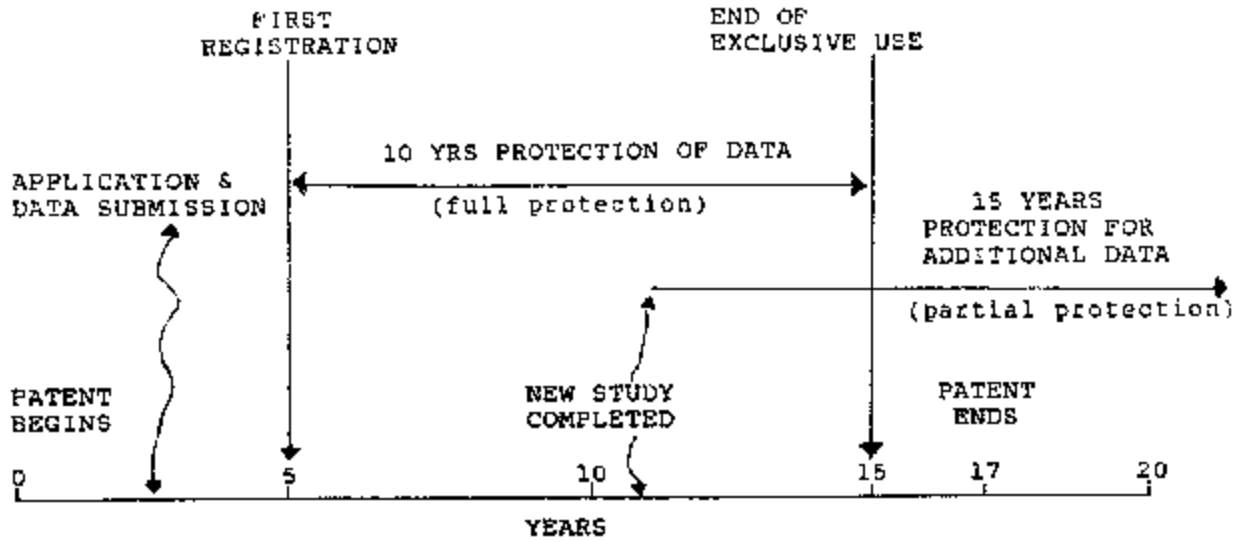 FIRST
REGISTRATION
END OF
EXCLUSIVE USE
10 YRS PROTECTION OF DATA
(full protection)
APPLICATION &
DATA SUBMISSION
15 YEARS
PROTECTION FOR
ADDITIONAL DATA
(partial protection)
PATENT
BEGINS
NEW STUDY
COMPLETED
PATENT
ENDS
0 5 10 15 17 20
YEARS